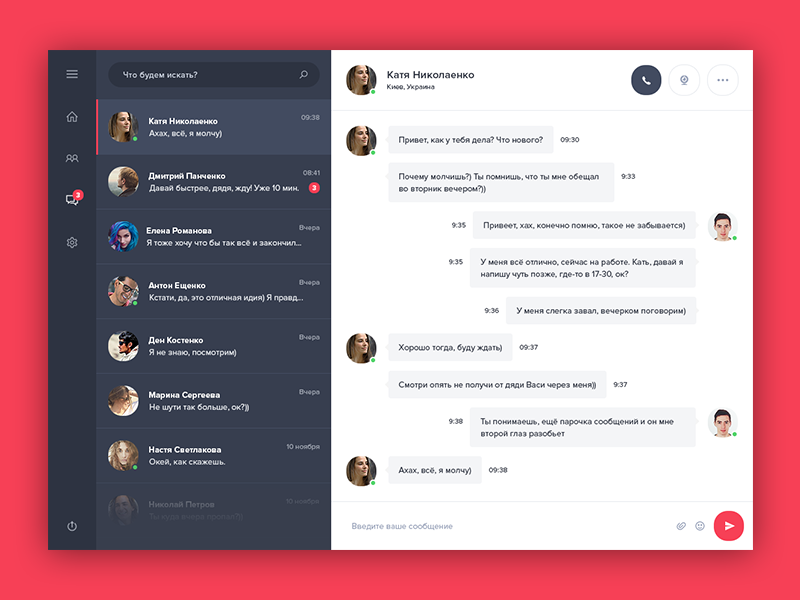 Что будем искать?
Катя Николаенко
09:38
Ахах, всё, я молчу)
Дмитрий Панченко
08:41
Давай быстрее, дядя, жду! Уже 10 мин.
3
3
Елена Романова
Вчера
Я тоже хочу что бы так всё и закончил...
Антон Ещенко
Вчера
Кстати, да, это отличная идия) Я правд...
Ден Костенко
Вчера
Я не знаю, посмотрим)
Марина Сергеева
Вчера
Не шути так больше, ок?))
Настя Светлакова
10 ноября
Окей, как скажешь.
Николай Петров
10 ноября
Ты куда вчера пропал?))
Катя Николаенко
Киев, Украина
Привет, как у тебя дела? Что нового?
09:30
Почему молчишь?) Ты помнишь, что ты мне обещал
во вторник вечером?))
9:33
9:35
Привеет, хах, конечно помню, такое не забывается)
9:35
У меня всё отлично, сейчас на работе. Кать, давай я
напишу чуть позже, где-то в 17-30, ок?
9:36
У меня слегка завал, вечерком поговорим)
Хорошо тогда, буду ждать)
09:37
Смотри опять не получи от дяди Васи через меня))
9:37
9:38
Ты понимаешь, ещё парочка сообщений и он мне
второй глаз разобьет
Ахах, всё, я молчу)
09:38
Введите ваше сообщение